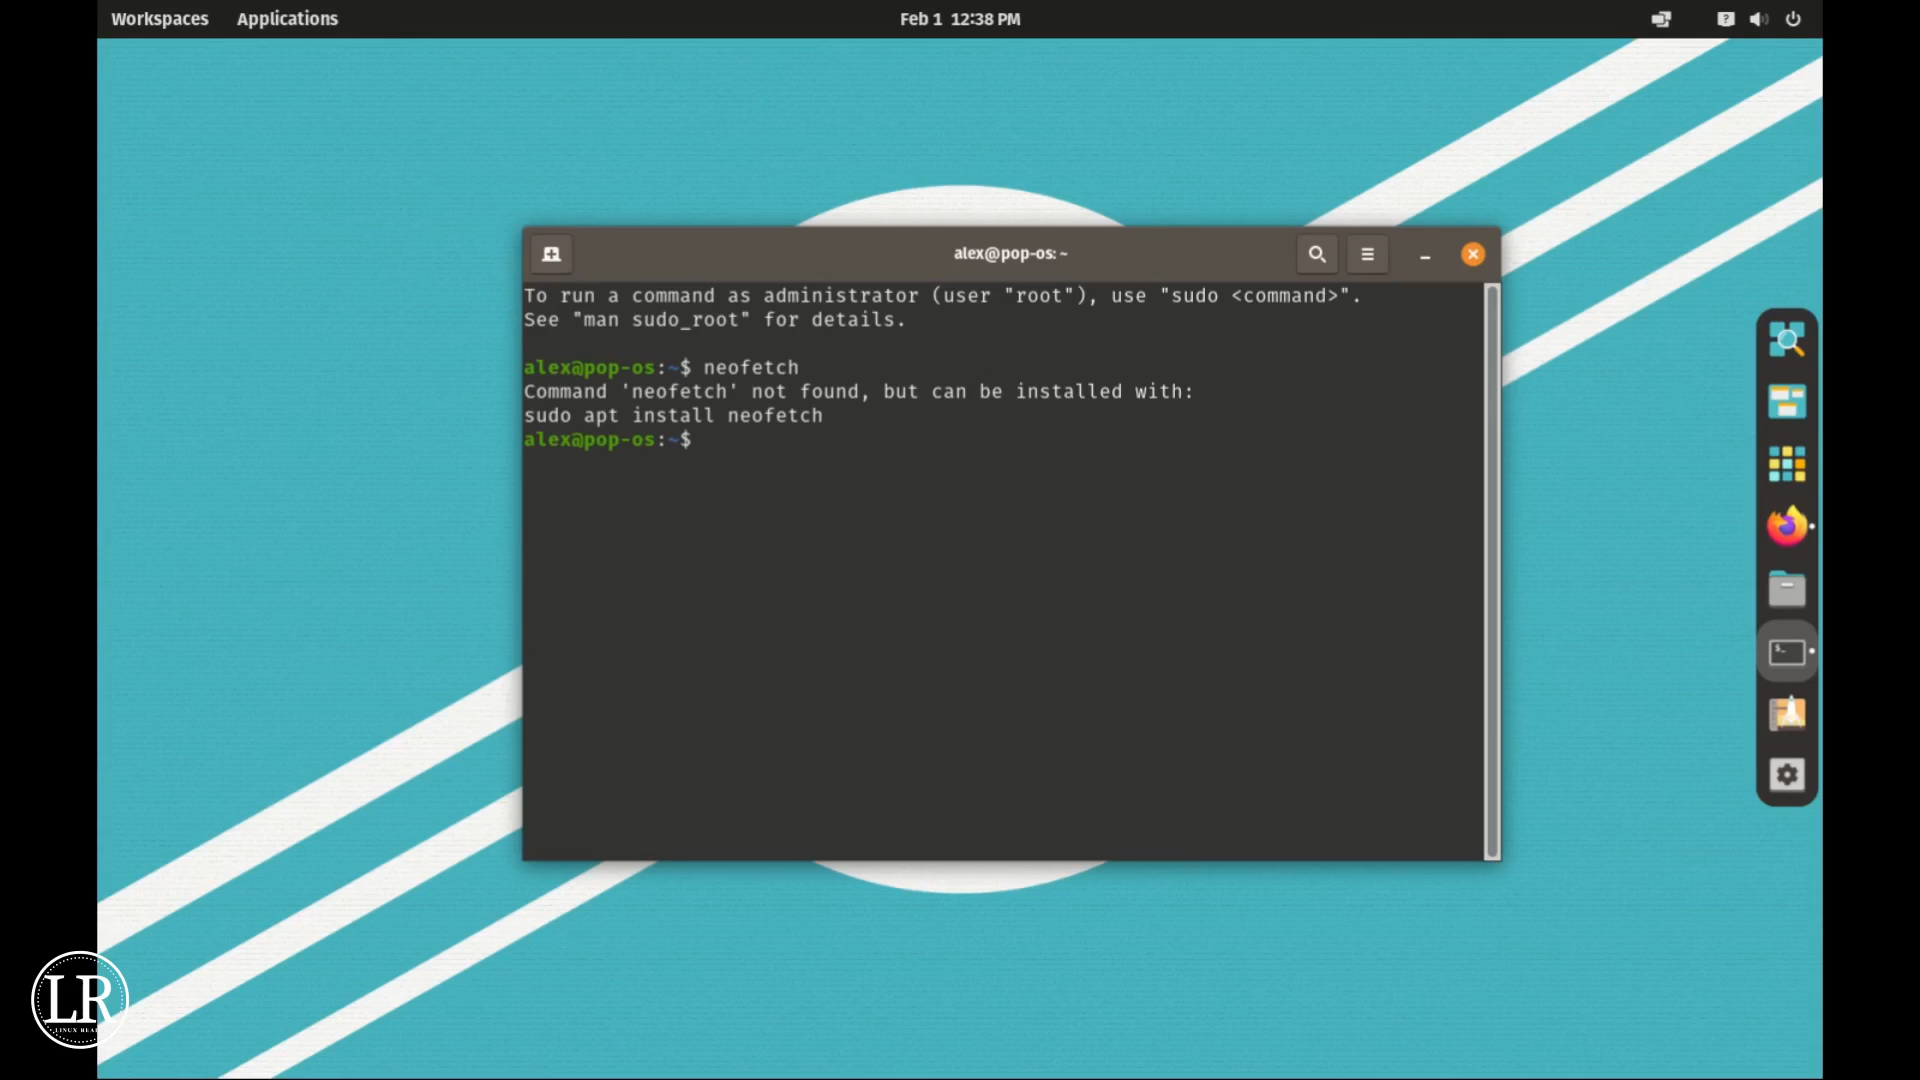 Workspaces Applications Feb 1 12:38 PM
alex@pop-os: ~
To run a command as administrator (user "root"), use "sudo <command>".
See "man sudo_root" for details.
alex@pop-os:~$ neofetch
Command 'neofetch' not found, but can be installed with:
sudo apt install neofetch
alex@pop-os:~$
LR